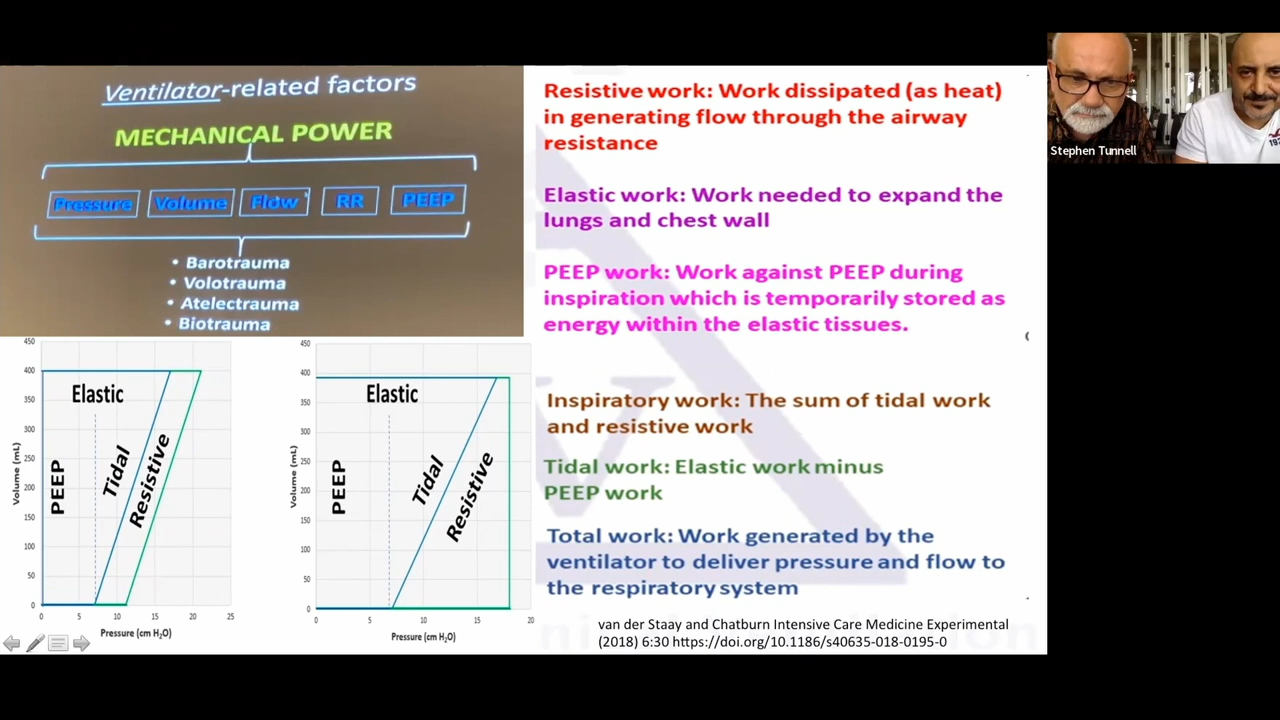 Ventilator-related factors
MECHANICAL POWER
Pressure Volume Flow RR PEEP
• Barotrauma
• Volotrauma
• Atelectrauma
• Biotrauma
450
400
350
300
250
200
150
100
50
0
0 5 10 15 20 25
Volume (mL)
Pressure (cm H₂O)
Elastic
PEEP
Tidal
Resistive
450
400
350
300
250
200
150
100
50
0
0 5 10 15 20
Volume (mL)
Pressure (cm H₂O)
Elastic
PEEP
Tidal
Resistive
Resistive work: Work dissipated (as heat)
in generating flow through the airway
resistance
Elastic work: Work needed to expand the
lungs and chest wall
PEEP work: Work against PEEP during
inspiration which is temporarily stored as
energy within the elastic tissues.
Inspiratory work: The sum of tidal work
and resistive work
Tidal work: Elastic work minus
PEEP work
Total work: Work generated by the
ventilator to deliver pressure and flow to
the respiratory system
van der Staay and Chatburn Intensive Care Medicine Experimental
(2018) 6:30 https://doi.org/10.1186/s40635-018-0195-0
Stephen Tunnell